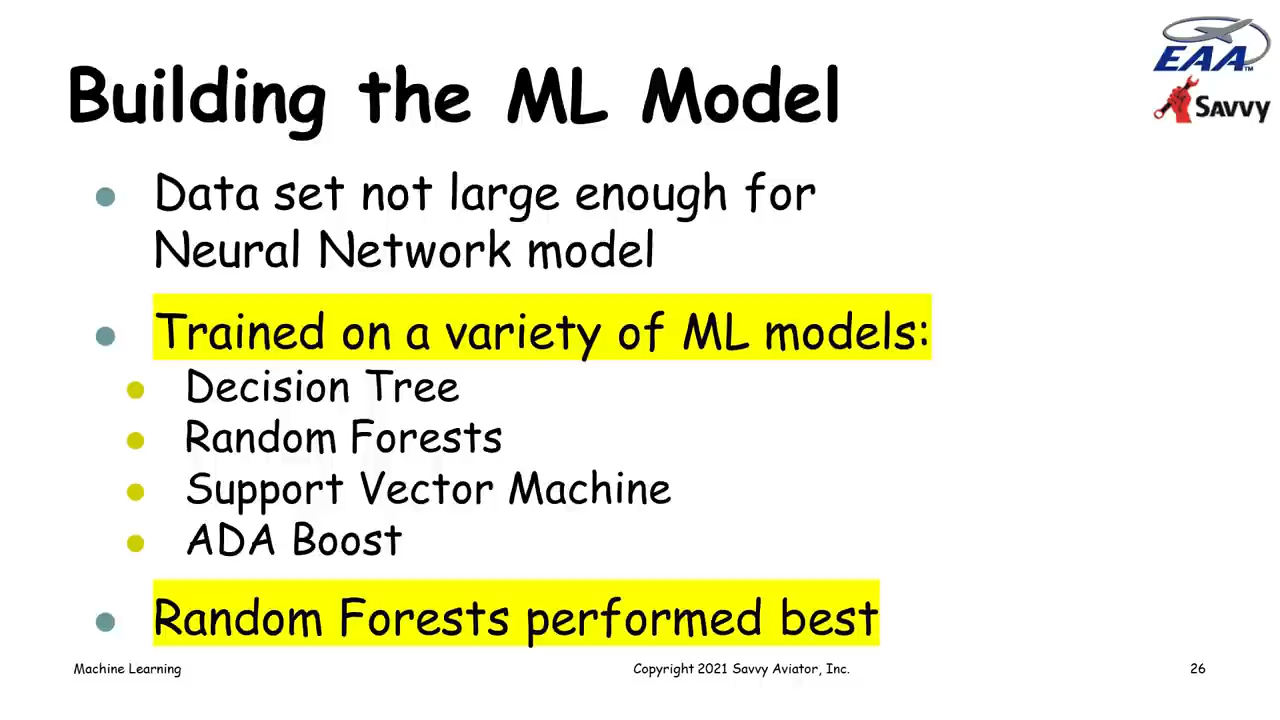 EAA™
SAVVY
Building the ML Model
Data set not large enough for
Neural Network model
Trained on a variety of ML models:
Decision Tree
Random Forests
Support Vector Machine
ADA Boost
Random Forests performed best
Machine Learning
Copyright 2021 Savvy Aviator, Inc.
26